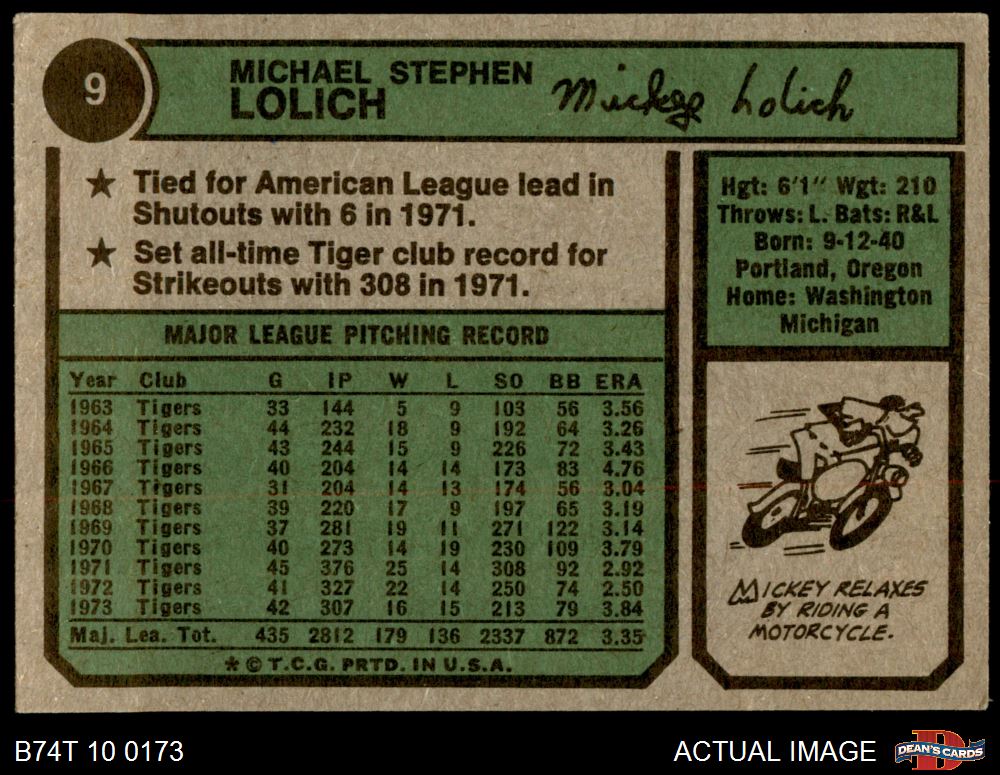 9
MICHAEL STEPHEN
LOLICH
Mickey Lolich
★ Tied for American League lead in
Shutouts with 6 in 1971.
★ Set all-time Tiger club record for
Strikeouts with 308 in 1971.
MAJOR LEAGUE PITCHING RECORD
Year Club G IP W L SO BB ERA
1963 Tigers 33 144 5 9 103 56 3.56
1964 Tigers 44 232 18 9 192 64 3.26
1965 Tigers 43 244 15 9 226 72 3.43
1966 Tigers 40 204 14 14 173 83 4.76
1967 Tigers 31 204 14 13 174 56 3.04
1968 Tigers 39 220 17 9 197 65 3.19
1969 Tigers 37 281 19 11 271 122 3.14
1970 Tigers 40 273 14 19 230 109 3.79
1971 Tigers 45 376 25 14 308 92 2.92
1972 Tigers 41 327 22 14 250 74 2.50
1973 Tigers 42 307 16 15 213 79 3.84
Maj. Lea. Tot. 435 2812 179 136 2337 872 3.35
★ © T.C.G. PRTD. IN U.S.A.
Hgt: 6'1" Wgt: 210
Throws: L. Bats: R&L
Born: 9-12-40
Portland, Oregon
Home: Washington
Michigan
MICKEY RELAXES
BY RIDING A
MOTORCYCLE.
B74T 10 0173
ACTUAL IMAGE
DEAN'S CARDS